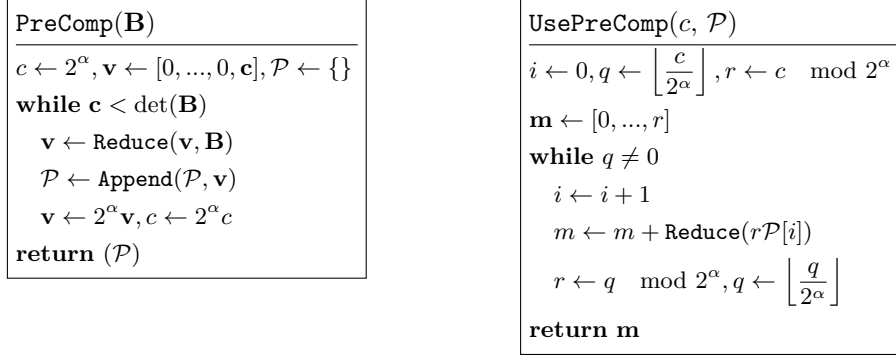 PreComp(B)
c ← 2^α, v ← [0, ..., 0, c], P ← {}
while c < det(B)
v ← Reduce(v, B)
P ← Append(P, v)
v ← 2^α v, c ← 2^α c
return (P)
UsePreComp(c, P)
i ← 0, q ← ⌊c/2^α⌋, r ← c mod 2^α
m ← [0, ..., r]
while q ≠ 0
i ← i + 1
m ← m + Reduce(rP[i])
r ← q mod 2^α, q ← ⌊q/2^α⌋
return m